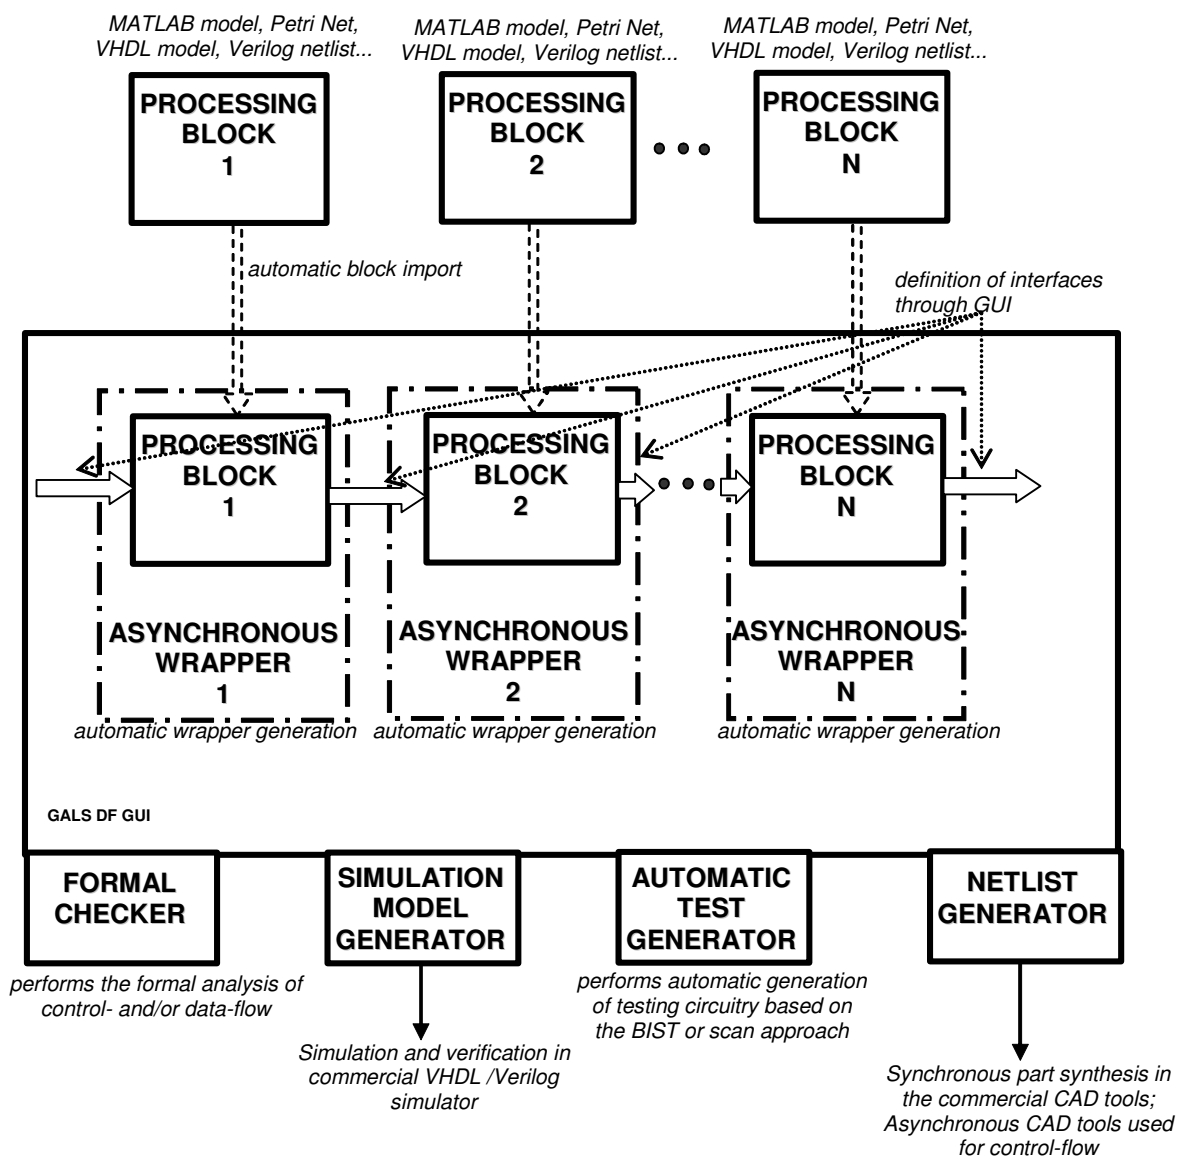 MATLAB model, Petri Net,
VHDL model, Verilog netlist...
MATLAB model, Petri Net,
VHDL model, Verilog netlist...
MATLAB model, Petri Net,
VHDL model, Verilog netlist...
PROCESSING
BLOCK
1
PROCESSING
BLOCK
2
PROCESSING
BLOCK
N
automatic block import
definition of interfaces
through GUI
PROCESSING
BLOCK
1
PROCESSING
BLOCK
2
PROCESSING
BLOCK
N
ASYNCHRONOUS
WRAPPER
1
ASYNCHRONOUS
WRAPPER
2
ASYNCHRONOUS
WRAPPER
N
automatic wrapper generation
automatic wrapper generation
automatic wrapper generation
GALS DF GUI
FORMAL
CHECKER
SIMULATION
MODEL
GENERATOR
AUTOMATIC
TEST
GENERATOR
NETLIST
GENERATOR
performs the formal analysis of
control- and/or data-flow
performs automatic generation
of testing circuitry based on
the BIST or scan approach
Simulation and verification in
commercial VHDL /Verilog
simulator
Synchronous part synthesis in
the commercial CAD tools;
Asynchronous CAD tools used
for control-flow